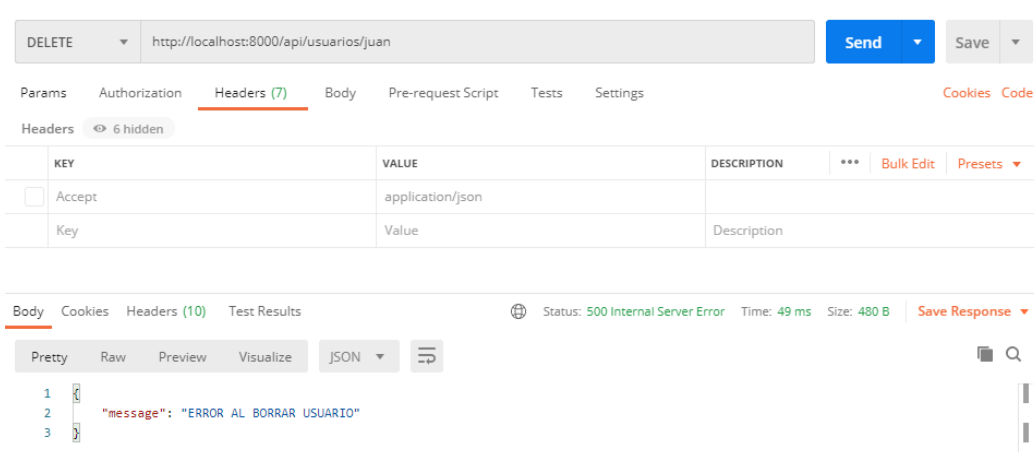 DELETE http://localhost:8000/api/usuarios/juan Send Save
Params Authorization Headers (7) Body Pre-request Script Tests Settings Cookies Code
Headers 6 hidden
KEY VALUE DESCRIPTION ••• Bulk Edit Presets
Accept application/json
Key Value Description
Body Cookies Headers (10) Test Results Status: 500 Internal Server Error Time: 49 ms Size: 480 B Save Response
Pretty Raw Preview Visualize JSON
1 {
2 "message": "ERROR AL BORRAR USUARIO"
3 }